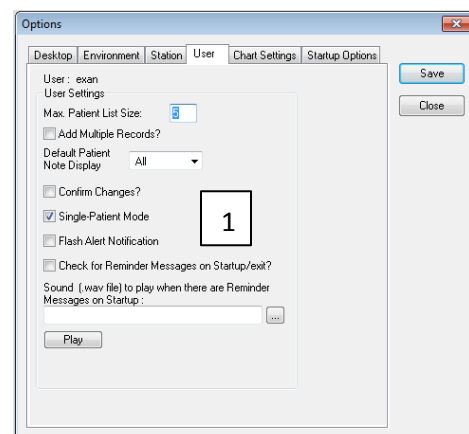 Options
Desktop Environment Station User Chart Settings Startup Options
Save
Close
User : exan
User Settings
Max. Patient List Size: 5
Add Multiple Records?
Default Patient
Note Display All
Confirm Changes?
Single-Patient Mode
1
Flash Alert Notification
Check for Reminder Messages on Startup/exit?
Sound (.wav file) to play when there are Reminder
Messages on Startup :
...
Play